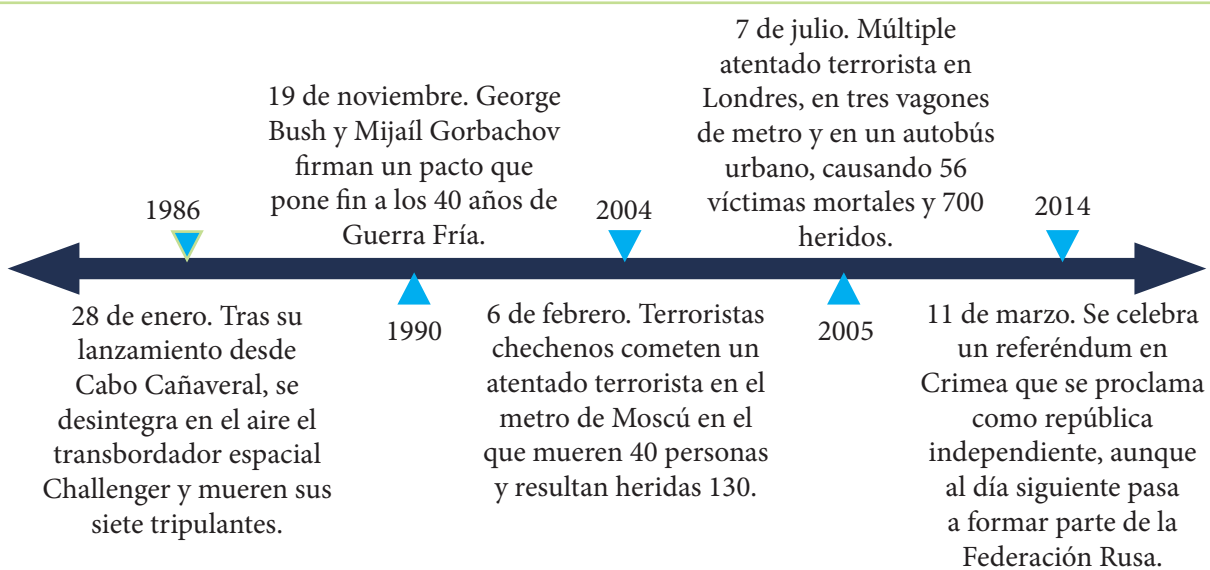 1986
28 de enero. Tras su
lanzamiento desde
Cabo Cañaveral, se
desintegra en el aire el
transbordador espacial
Challenger y mueren sus
siete tripulantes.
19 de noviembre. George
Bush y Mijaíl Gorbachov
firman un pacto que
pone fin a los 40 años de
Guerra Fría.
1990
2004
6 de febrero. Terroristas
chechenos cometen un
atentado terrorista en el
metro de Moscú en el
que mueren 40 personas
y resultan heridas 130.
7 de julio. Múltiple
atentado terrorista en
Londres, en tres vagones
de metro y en un autobús
urbano, causando 56
víctimas mortales y 700
heridos.
2005
2014
11 de marzo. Se celebra
un referéndum en
Crimea que se proclama
como república
independiente, aunque
al día siguiente pasa
a formar parte de la
Federación Rusa.